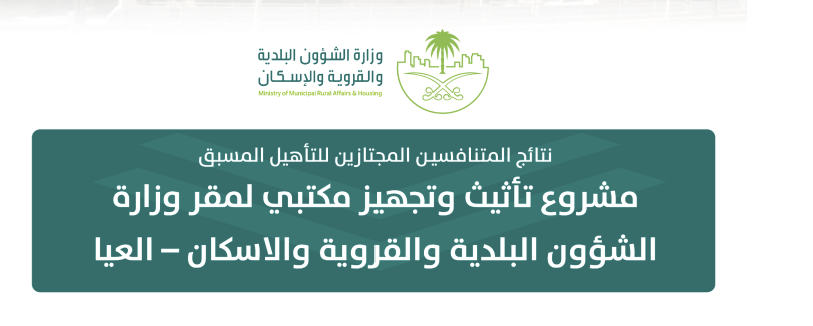 وزارة الشؤون البلدية
والقروية والإسكان
Ministry of Municipal Rural Affairs & Housing
نتائج المتنافسين المجتازين للتأهيل المسبق
مشروع تأثيث وتجهيز مكتبي لمقر وزارة
الشؤون البلدية والقروية والاسكان – العيا